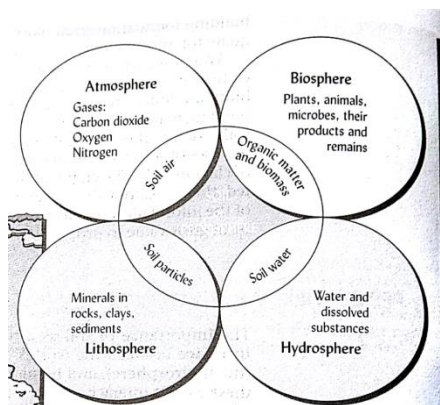 Atmosphere
Gases:
Carbon dioxide
Oxygen
Nitrogen
Biosphere
Plants, animals,
microbes, their
products and
remains
Soil air
Organic matter
and biomass
Soil particles
Soil water
Minerals in
rocks, clays,
sediments
Lithosphere
Water and
dissolved
substances
Hydrosphere